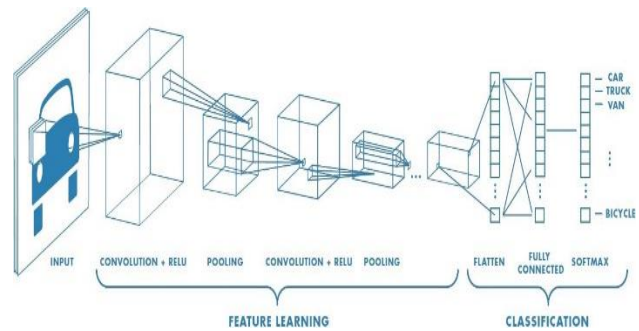 CAR
TRUCK
VAN
BICYCLE
INPUT
CONVOLUTION + RELU
POOLING
CONVOLUTION + RELU
POOLING
FLATTEN
FULLY
CONNECTED
SOFTMAX
FEATURE LEARNING
CLASSIFICATION